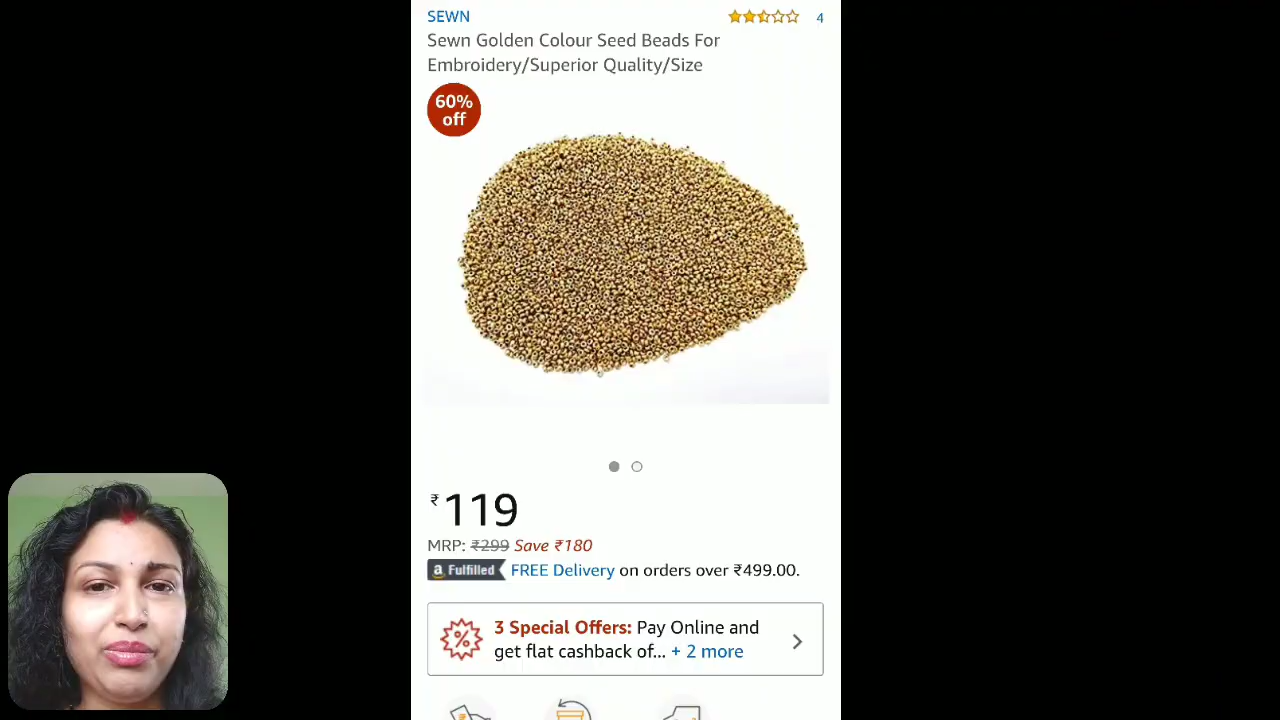 SEWN
4
Sewn Golden Colour Seed Beads For
Embroidery/Superior Quality/Size
60%
off
₹119
MRP: ₹299 Save ₹180
a Fulfilled FREE Delivery on orders over ₹499.00.
3 Special Offers: Pay Online and
get flat cashback of... + 2 more